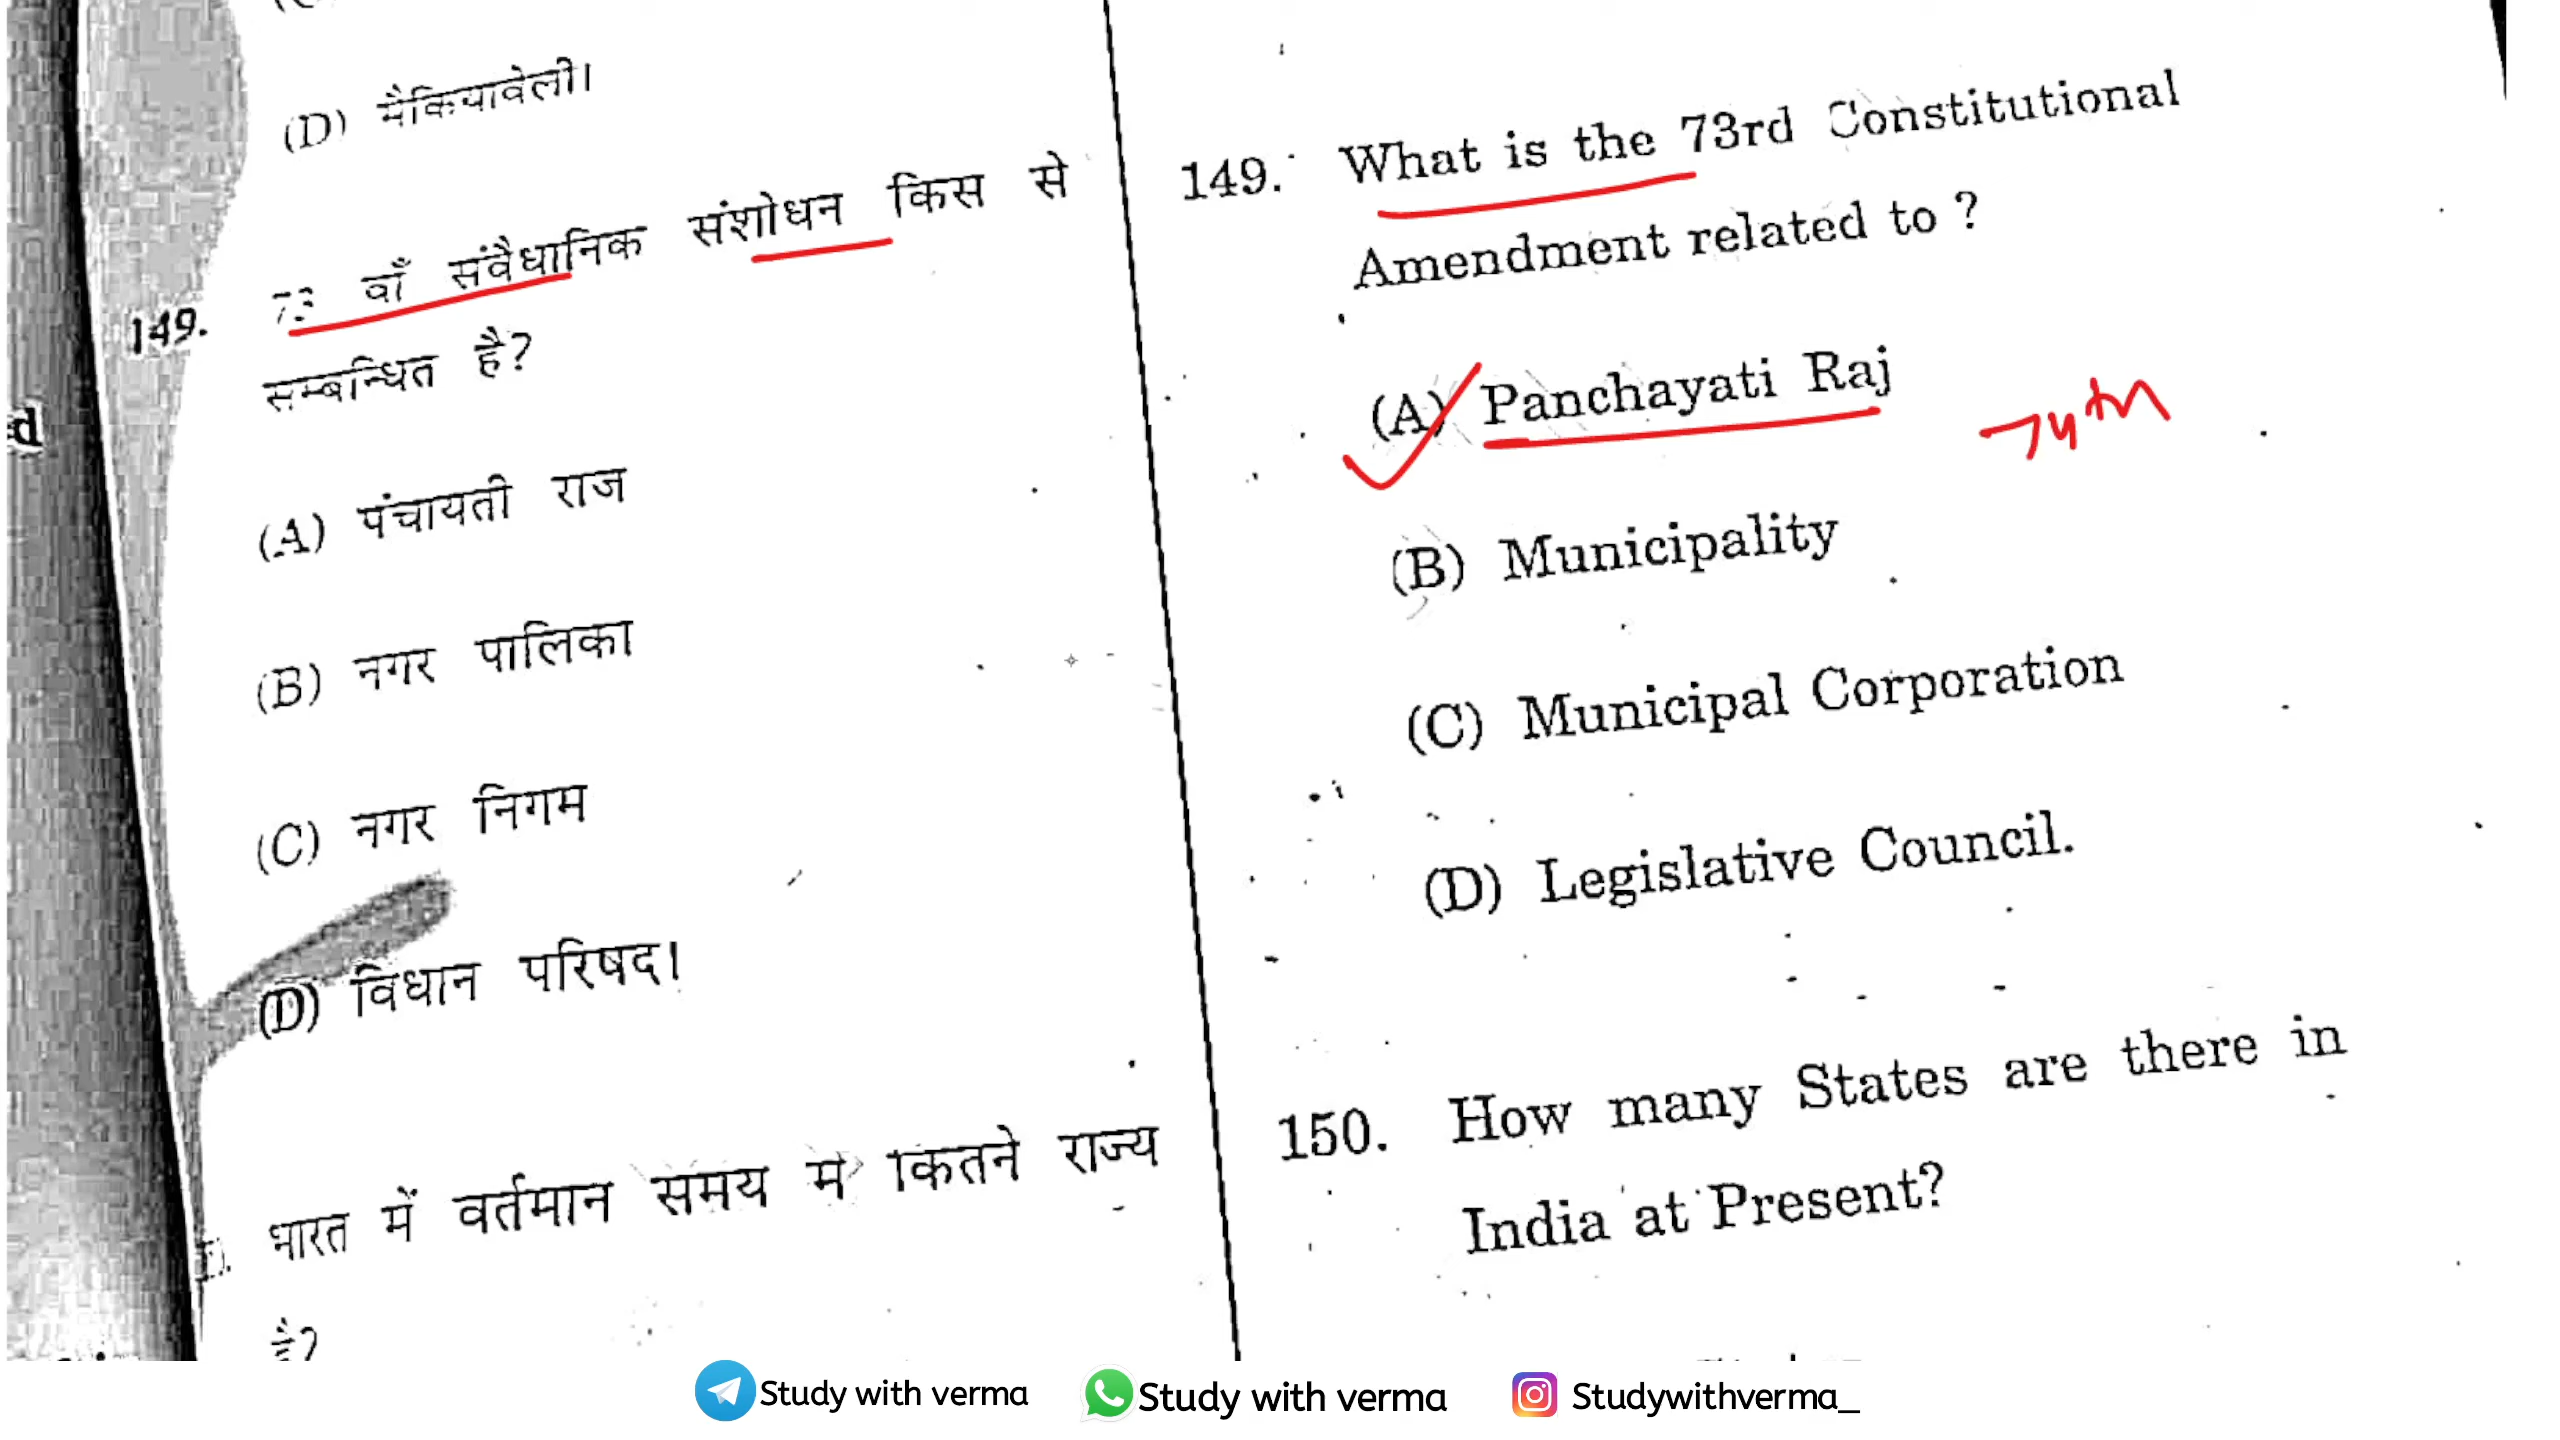 (D) मैकियावेली।
149. 73 वाँ संवैधानिक संशोधन किस से
सम्बन्धित है?
(A) पंचायती राज
(B) नगर पालिका
(C) नगर निगम
(D) विधान परिषद।
भारत में वर्तमान समय में कितने राज्य
है?
ed
149. What is the 73rd Constitutional
Amendment related to ?
(A) Panchayati Raj
74th
(B) Municipality
(C) Municipal Corporation
(D) Legislative Council.
150. How many States are there in
India at Present?
Study with verma
Study with verma
Studywithverma_